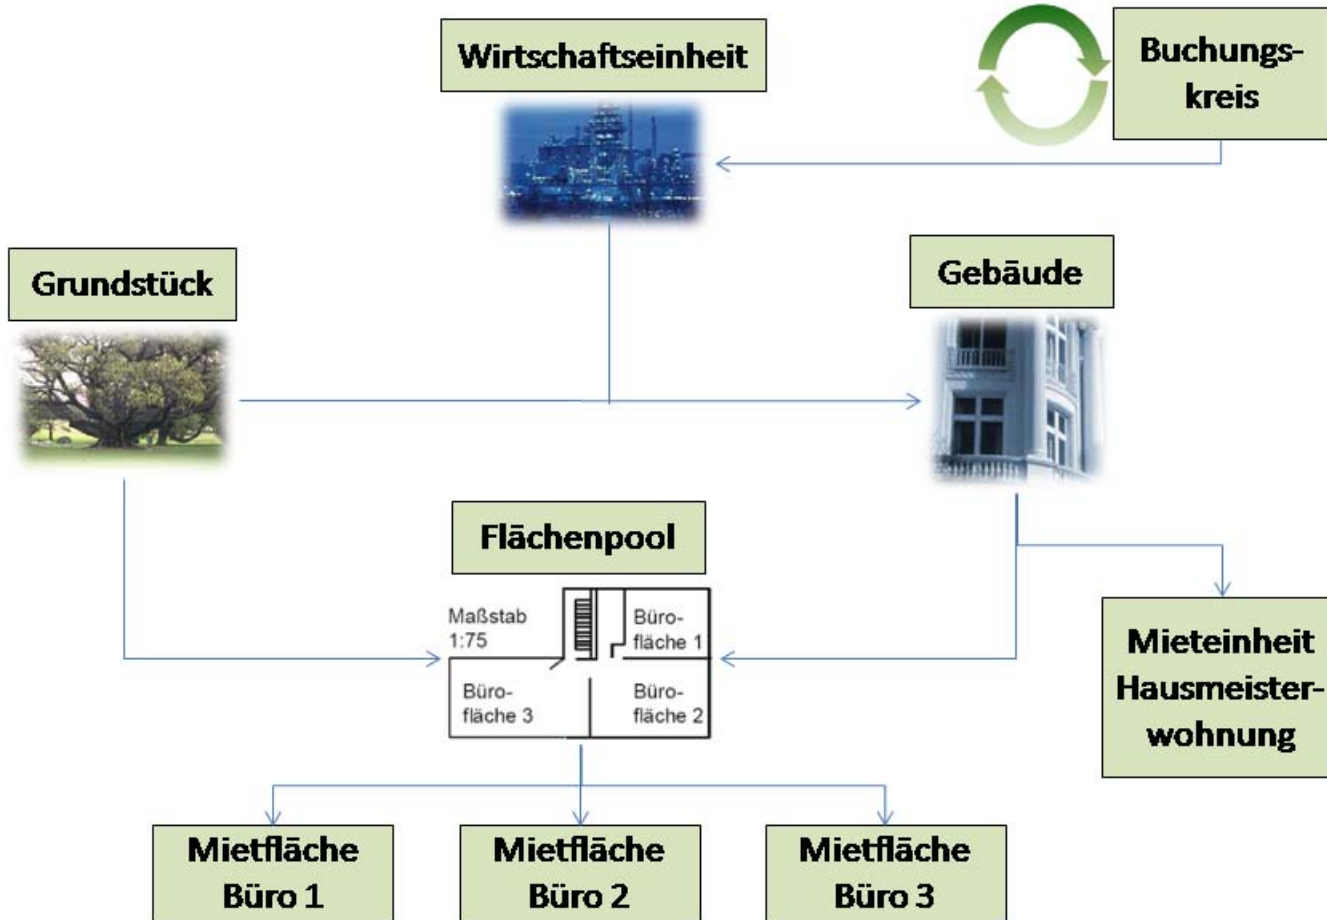 Wirtschaftseinheit
Buchungs-
kreis
Grundstück
Gebäude
Flächenpool
Maßstab
1:75
Büro-
fläche 1
Büro-
fläche 3
Büro-
fläche 2
Mieteinheit
Hausmeister-
wohnung
Mietfläche
Büro 1
Mietfläche
Büro 2
Mietfläche
Büro 3